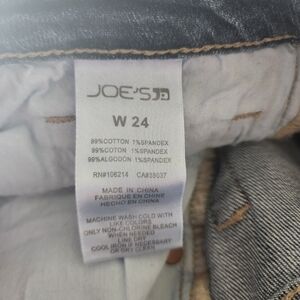 JOE'S JD
W 24
99%COTTON 1%SPANDEX
99%COTTON 1%SPANDEX
99%ALGODON 1%SPANDEX
RN#106214 CA#38037
MADE IN CHINA
FABRIQUE EN CHINE
HECHO EN CHINA
MACHINE WASH COLD WITH
LIKE COLORS
ONLY NON-CHLORINE BLEACH
WHEN NEEDED
LINE DRY
COOL IRON IF NECESSARY
OR DRY CLEAN